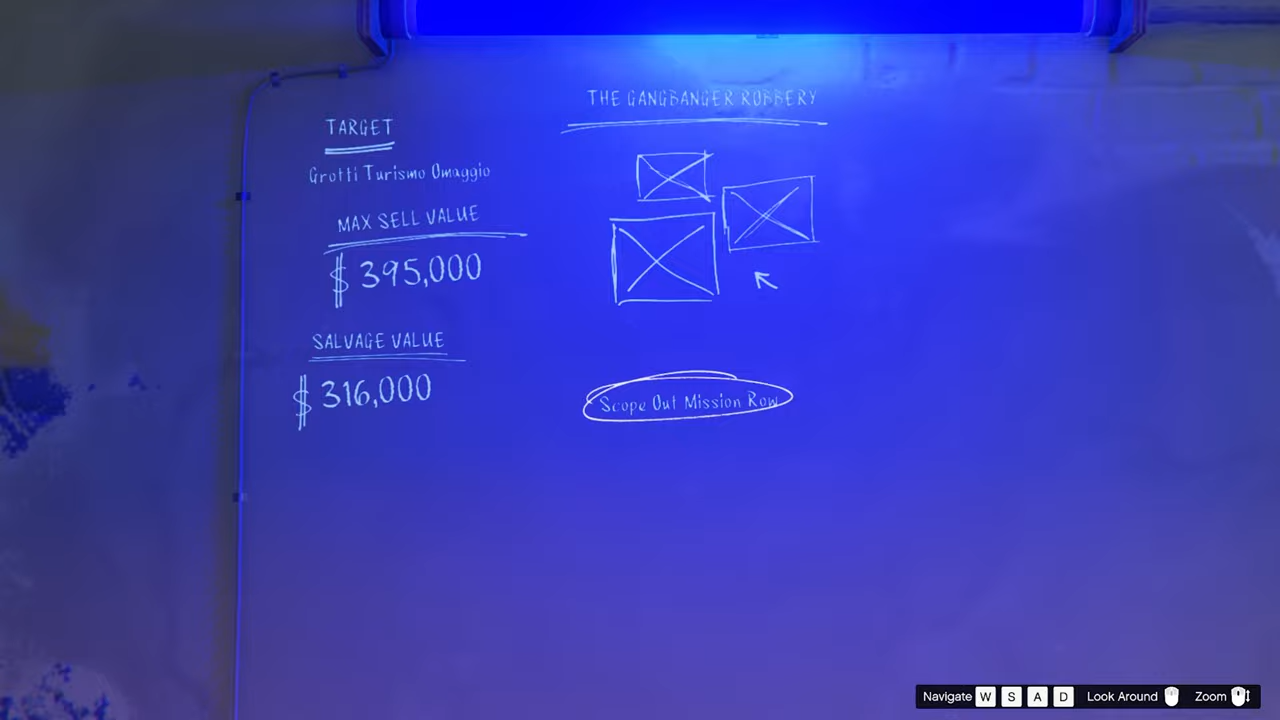 THE GANGBANGER ROBBERY
TARGET
Grotti Turismo Omaggio
MAX SELL VALUE
$ 395,000
SALVAGE VALUE
$ 316,000
Scope Out Mission Row
Navigate W S A D Look Around Zoom